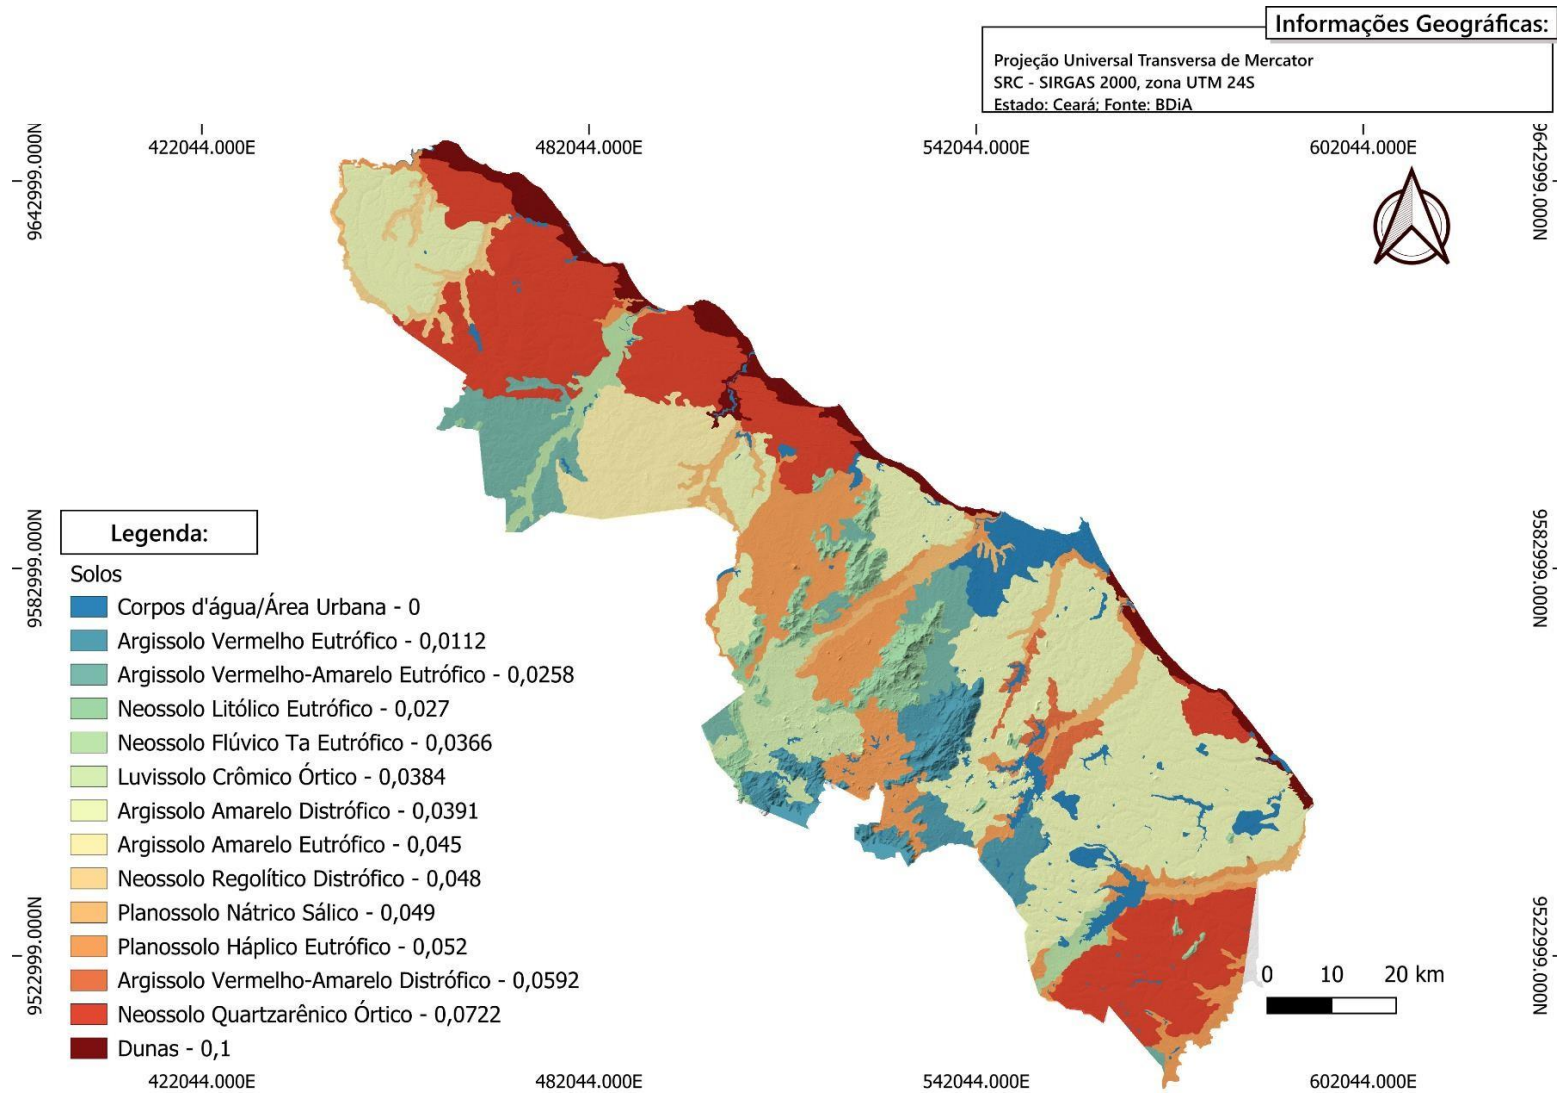 Informações Geográficas:
Projeção Universal Transversa de Mercator
SRC - SIRGAS 2000, zona UTM 24S
Estado: Ceará; Fonte: BDiA
422044.000E
482044.000E
542044.000E
602044.000E
9642999.000N
9642999.000N
9582999.000N
9582999.000N
9522999.000N
9522999.000N
Legenda:
Solos
Corpos d'água/Área Urbana - 0
Argissolo Vermelho Eutrófico - 0,0112
Argissolo Vermelho-Amarelo Eutrófico - 0,0258
Neossolo Litólico Eutrófico - 0,027
Neossolo Flúvico Ta Eutrófico - 0,0366
Luvissolo Crômico Órtico - 0,0384
Argissolo Amarelo Distrófico - 0,0391
Argissolo Amarelo Eutrófico - 0,045
Neossolo Regolítico Distrófico - 0,048
Planossolo Nátrico Sálico - 0,049
Planossolo Háplico Eutrófico - 0,052
Argissolo Vermelho-Amarelo Distrófico - 0,0592
Neossolo Quartzarênico Órtico - 0,0722
Dunas - 0,1
0 10 20 km
422044.000E
482044.000E
542044.000E
602044.000E